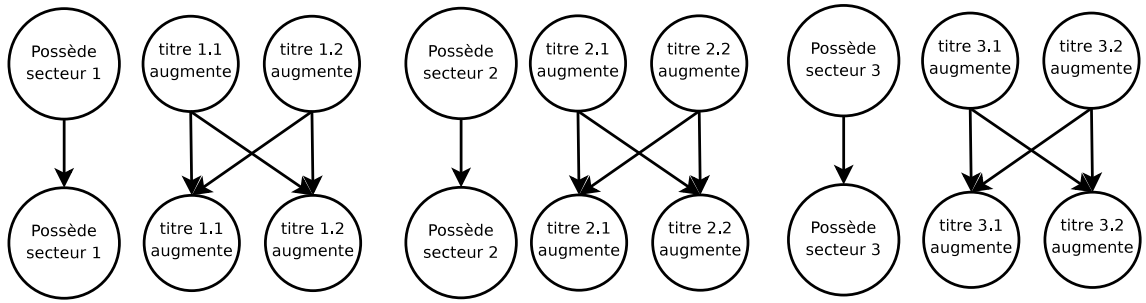 Possède
secteur 1
titre 1.1
augmente
titre 1.2
augmente
Possède
secteur 2
titre 2.1
augmente
titre 2.2
augmente
Possède
secteur 3
titre 3.1
augmente
titre 3.2
augmente
Possède
secteur 1
titre 1.1
augmente
titre 1.2
augmente
Possède
secteur 2
titre 2.1
augmente
titre 2.2
augmente
Possède
secteur 3
titre 3.1
augmente
titre 3.2
augmente